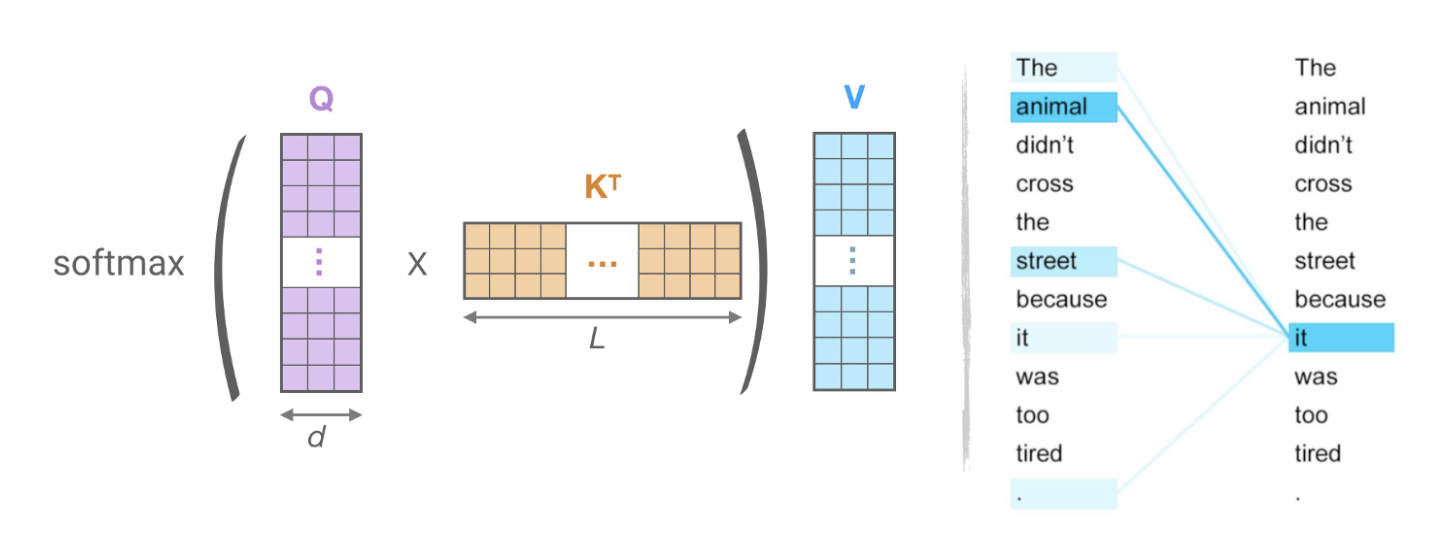 Q
V
Kᵀ
softmax ( ⋮ X ... ) ⋮
L
d
The The
animal animal
didn’t didn’t
cross cross
the the
street street
because because
it it
was was
too too
tired tired
. .